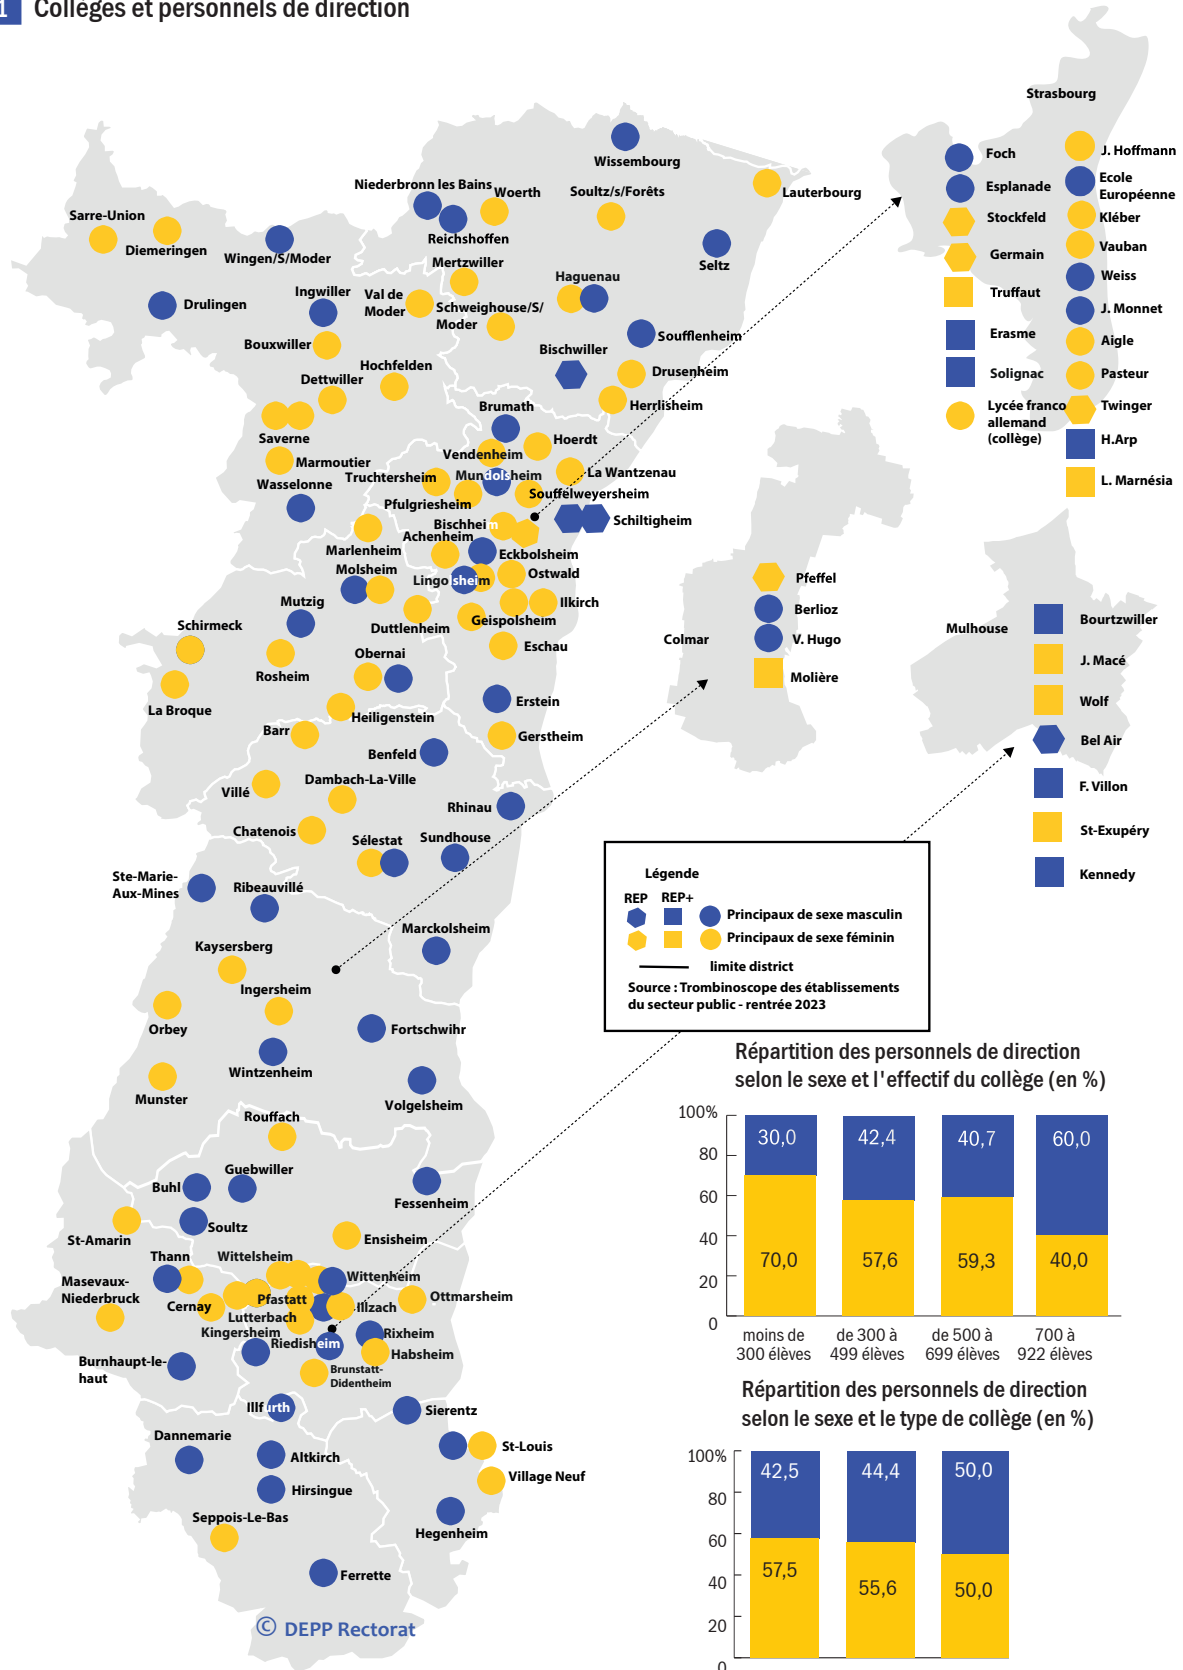 1 Collèges et personnels de direction
Strasbourg
Foch
J. Hoffmann
Esplanade
Ecole
Européenne
Stockfeld
Kléber
Germain
Vauban
Truffaut
Weiss
Erasme
J. Monnet
Solignac
Aigle
Pasteur
Lycée franco
allemand
(collège)
Twinger
H.Arp
L. Marnésia
Wissembourg
Niederbronn les Bains
Woerth
Soultz/s/Forêts
Lauterbourg
Sarre-Union
Diemeringen
Wingen/S/Moder
Reichshoffen
Seltz
Mertzwiller
Haguenau
Drulingen
Ingwiller
Val de
Moder
Schweighouse/S/
Moder
Bouxwiller
Soufflenheim
Bischwiller
Hochfelden
Dettwiller
Drusenheim
Herrlisheim
Brumath
Saverne
Hoerdt
Vendenheim
Marmoutier
Truchtersheim
Mundolsheim
La Wantzenau
Wasselonne
Pfulgriesheim
Souffelweyersheim
Bischheim
Schiltigheim
Achenheim
Marlenheim
Eckbolsheim
Molsheim
Lingolsheim
Ostwald
Mutzig
Ilkirch
Duttlenheim
Geispolsheim
Schirmeck
Eschau
Obernai
Rosheim
La Broque
Erstein
Heiligenstein
Barr
Gerstheim
Benfeld
Villé
Dambach-La-Ville
Rhinau
Chatenois
Sélestat
Sundhouse
Ste-Marie-
Aux-Mines
Ribeauvillé
Marckolsheim
Kaysersberg
Ingersheim
Orbey
Fortschwihr
Wintzenheim
Munster
Volgelsheim
Rouffach
Guebwiller
Buhl
Fessenheim
Soultz
St-Amarin
Ensisheim
Thann
Wittelsheim
Wittenheim
Masevaux-
Niederbruck
Cernay
Pfastatt
Illzach
Ottmarsheim
Lutterbach
Kingersheim
Riedisheim
Rixheim
Habsheim
Burnhaupt-le-
haut
Brunstatt-
Didentheim
Illfurth
Sierentz
Dannemarie
Altkirch
St-Louis
Hirsingue
Village Neuf
Seppois-Le-Bas
Hegenheim
Ferrette
© DEPP Rectorat
Colmar
Pfeffel
Berlioz
V. Hugo
Molière
Mulhouse
Bourtzwiller
J. Macé
Wolf
Bel Air
F. Villon
St-Exupéry
Kennedy
Légende
REP REP+
Principaux de sexe masculin
Principaux de sexe féminin
limite district
Source : Trombinoscope des établissements
du secteur public - rentrée 2023
Répartition des personnels de direction
selon le sexe et l'effectif du collège (en %)
100%
80
60
40
20
0
30,0 42,4 40,7 60,0
70,0 57,6 59,3 40,0
moins de
300 élèves
de 300 à
499 élèves
de 500 à
699 élèves
700 à
922 élèves
Répartition des personnels de direction
selon le sexe et le type de collège (en %)
100%
80
60
40
20
0
42,5 44,4 50,0
57,5 55,6 50,0